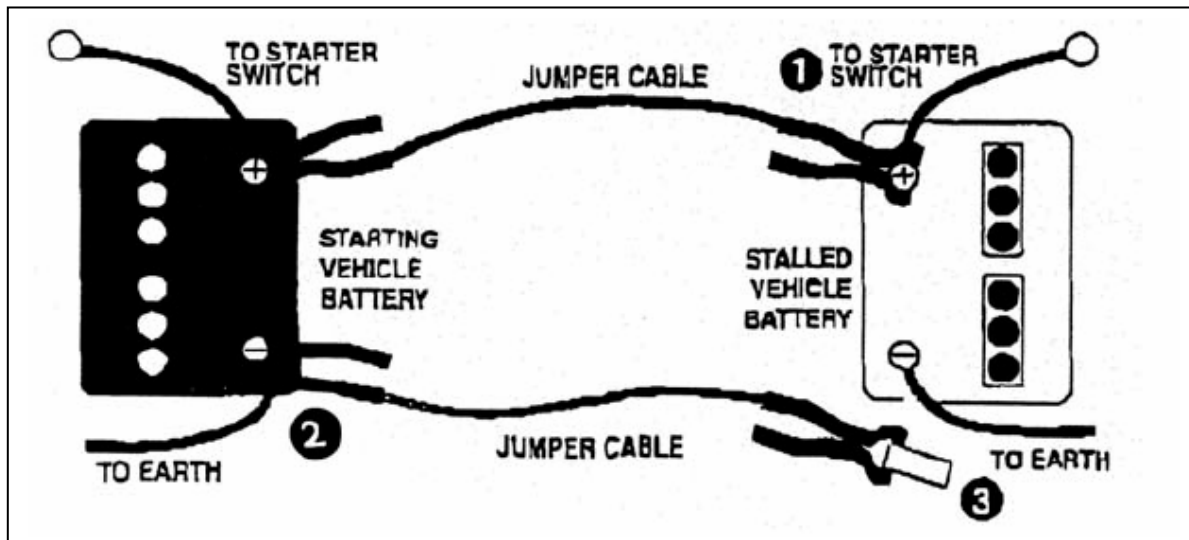 TO STARTER
SWITCH
JUMPER CABLE
1
TO STARTER
SWITCH
+
+
STARTING
VEHICLE
BATTERY
STALLED
VEHICLE
BATTERY
−
−
2
JUMPER CABLE
TO EARTH
TO EARTH
3